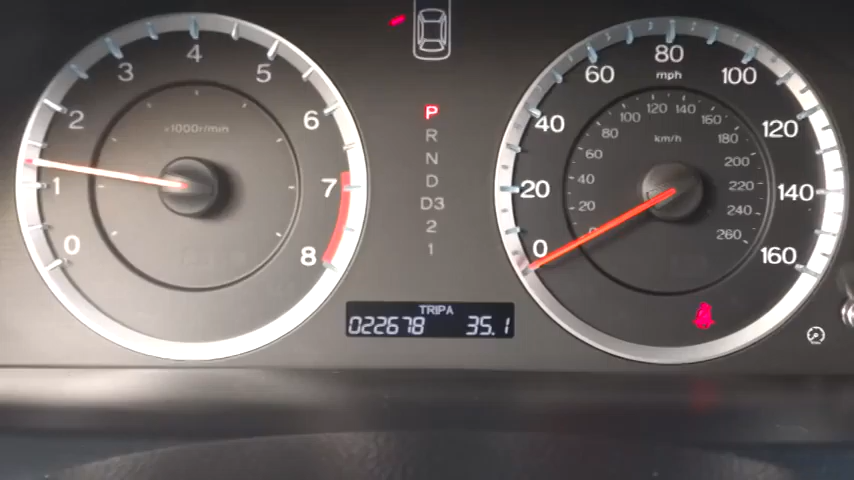 0 1 2 3 4 5 6 7 8
x1000r/min
P
R
N
D
D3
2
1
TRIP A
022678 35.1
0 20 40 60 80 100 120 140 160
mph
km/h
20 40 60 80 100 120 140 160 180 200 220 240 260